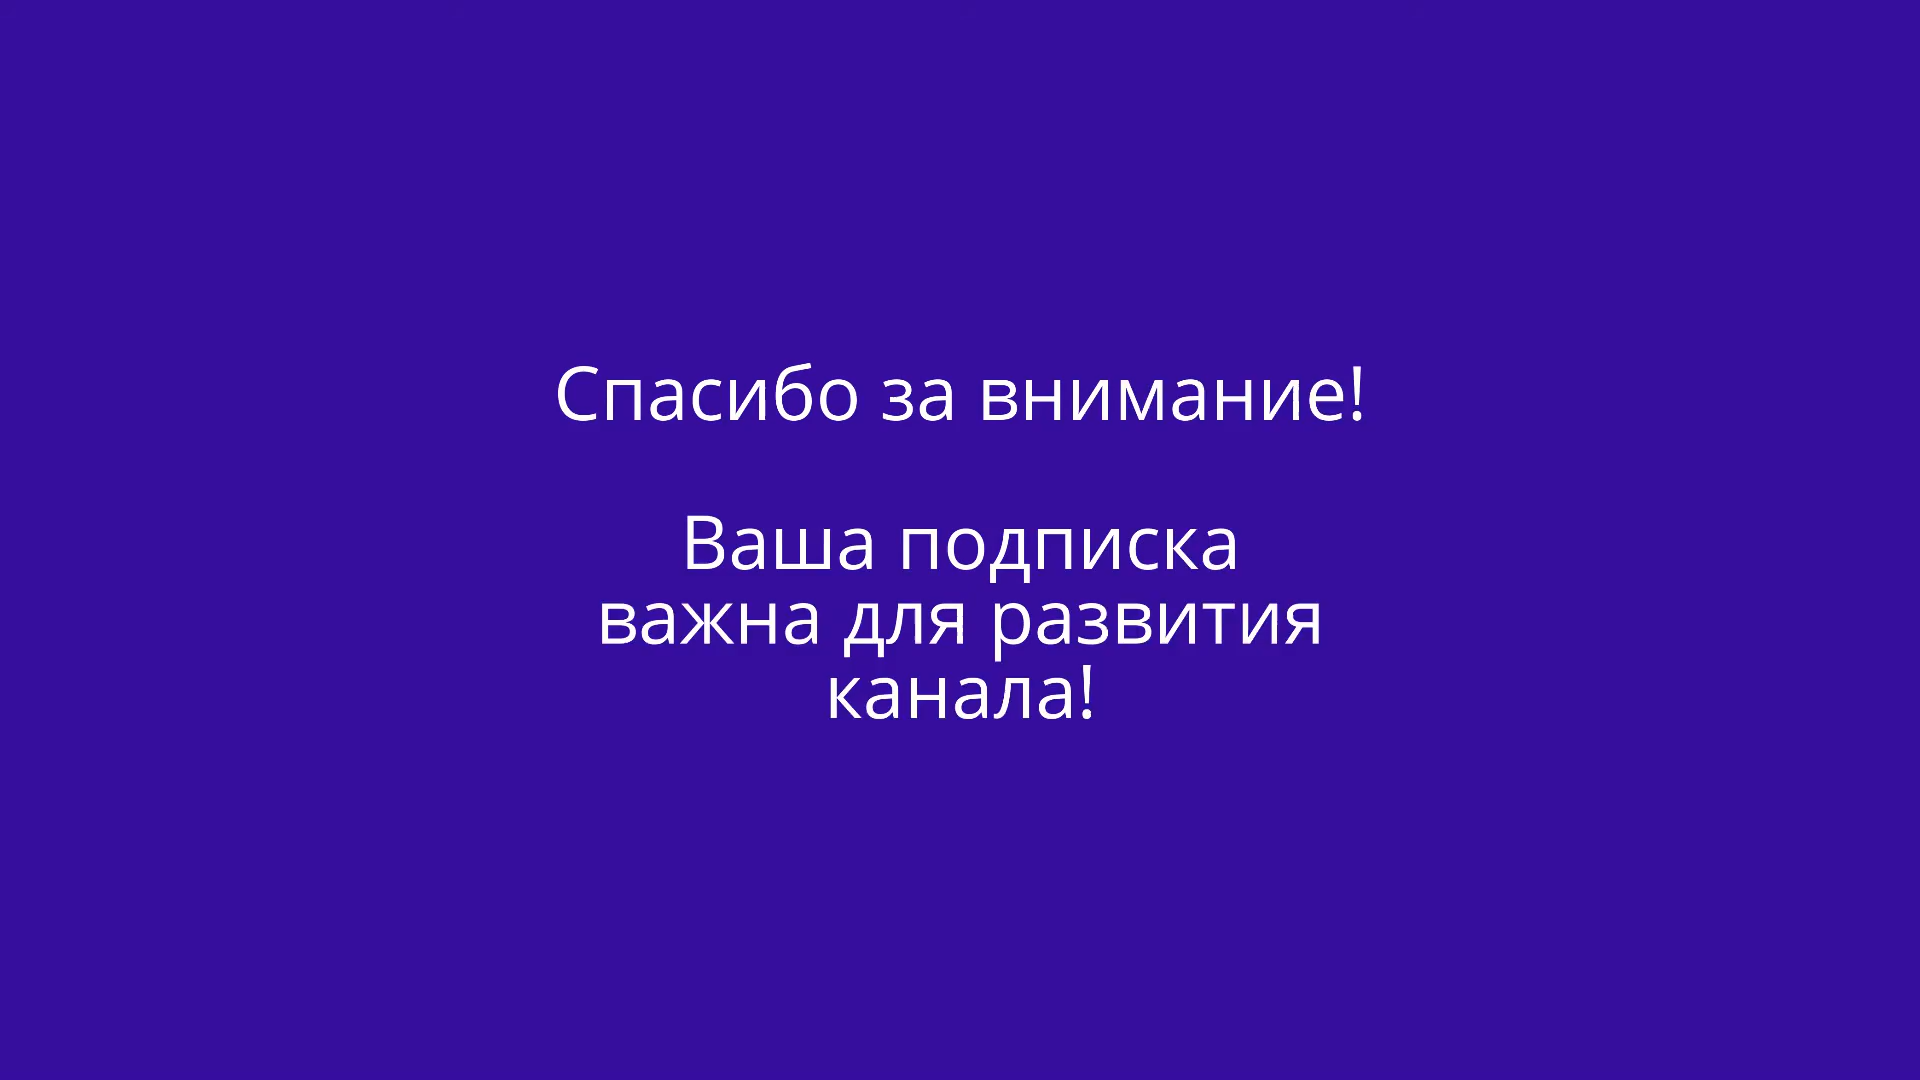 Спасибо за внимание!
Ваша подписка
важна для развития
канала!